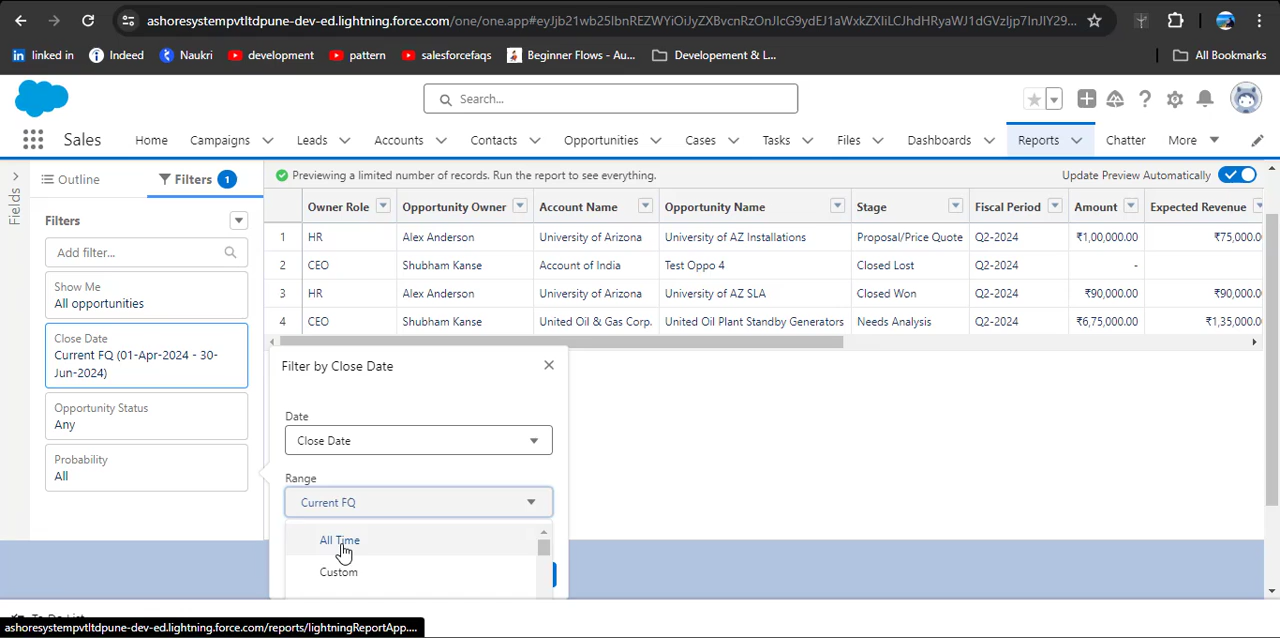 ashoresystempvtltdpune-dev-ed.lightning.force.com/one/one.app#eyJjb21wb25lbnREZWYiOiJyZXBvcnRzOnJlcG9ydEJ1aWxkZXIiLCJhdHRyaWJ1dGVzIjp7InJlY29...
linked in Indeed Naukri development pattern salesforcefaqs Beginner Flows - Au... Developement & L... All Bookmarks
Search...
Sales Home Campaigns Leads Accounts Contacts Opportunities Cases Tasks Files Dashboards Reports Chatter More
Fields
Outline Filters 1
Previewing a limited number of records. Run the report to see everything. Update Preview Automatically
Filters
Add filter...
Show Me
All opportunities
Close Date
Current FQ (01-Apr-2024 - 30-
Jun-2024)
Opportunity Status
Any
Probability
All
Owner Role Opportunity Owner Account Name Opportunity Name Stage Fiscal Period Amount Expected Revenue
1 HR Alex Anderson University of Arizona University of AZ Installations Proposal/Price Quote Q2-2024 ₹1,00,000.00 ₹75,000.0
2 CEO Shubham Kanse Account of India Test Oppo 4 Closed Lost Q2-2024 -
3 HR Alex Anderson University of Arizona University of AZ SLA Closed Won Q2-2024 ₹90,000.00 ₹90,000.0
4 CEO Shubham Kanse United Oil & Gas Corp. United Oil Plant Standby Generators Needs Analysis Q2-2024 ₹6,75,000.00 ₹1,35,000.0
Filter by Close Date
Date
Close Date
Range
Current FQ
All Time
Custom
ashoresystempvtltdpune-dev-ed.lightning.force.com/reports/lightningReportApp....